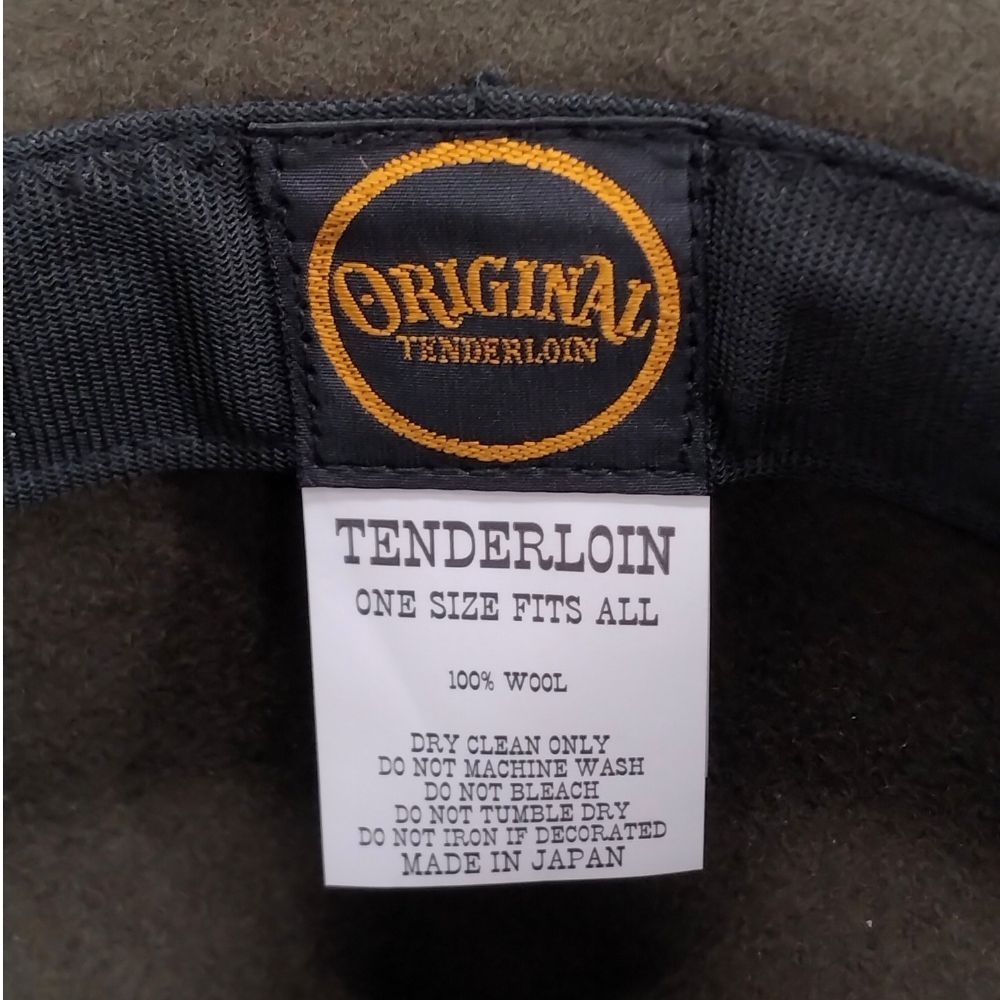 ORIGINAL
TENDERLOIN
TENDERLOIN
ONE SIZE FITS ALL
100% WOOL
DRY CLEAN ONLY
DO NOT MACHINE WASH
DO NOT BLEACH
DO NOT TUMBLE DRY
DO NOT IRON IF DECORATED
MADE IN JAPAN